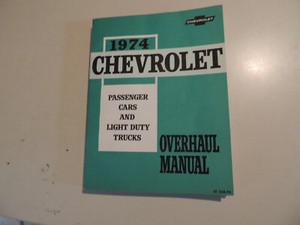 CHEVROLET
1974
CHEVROLET
PASSENGER
CARS
AND
LIGHT DUTY
TRUCKS
OVERHAUL
MANUAL